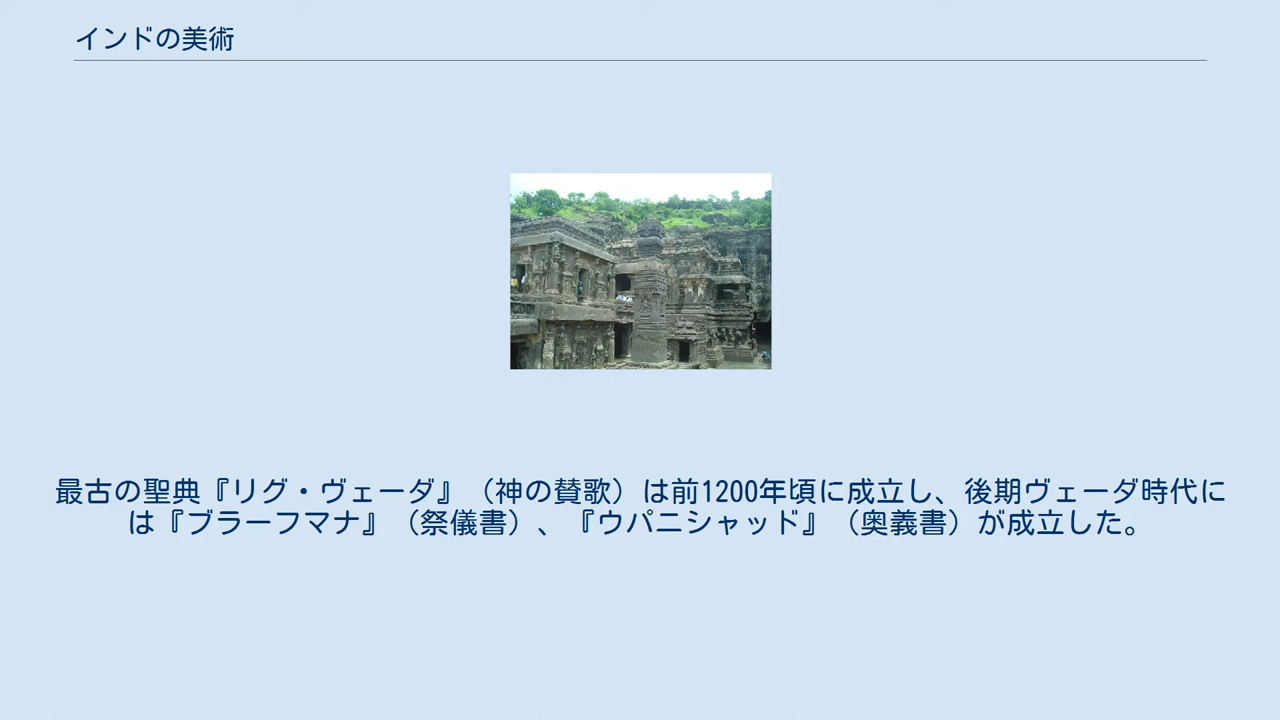 インドの美術
最古の聖典『リグ・ヴェーダ』（神の賛歌）は前1200年頃に成立し、後期ヴェーダ時代に
は『ブラーフマナ』（祭儀書）、『ウパニシャッド』（奥義書）が成立した。